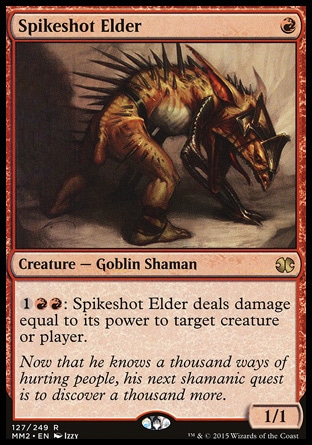 Spikeshot Elder
Creature — Goblin Shaman
1: Spikeshot Elder deals damage
equal to its power to target creature
or player.
Now that he knows a thousand ways of
hurting people, his next shamanic quest
is to discover a thousand more.
1/1
127/249 R
MM2 • EN Izzy
™ & © 2015 Wizards of the Coast